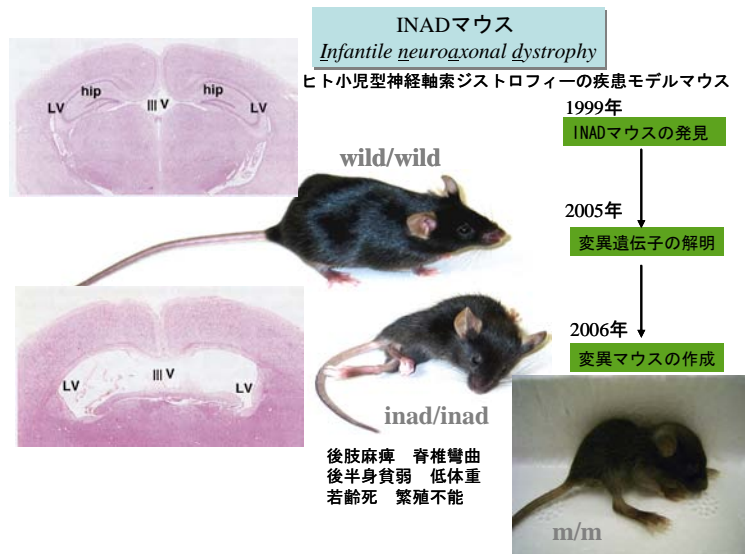 INADマウス
Infantile neuroaxonal dystrophy
ヒト小児型神経軸索ジストロフィーの疾患モデルマウス
hip
hip
LV
III V
LV
wild/wild
1999年
INADマウスの発見
2005年
変異遺伝子の解明
2006年
変異マウスの作成
LV
III V
LV
inad/inad
後肢麻痺 脊椎彎曲
後半身貧弱 低体重
若齢死 繁殖不能
m/m